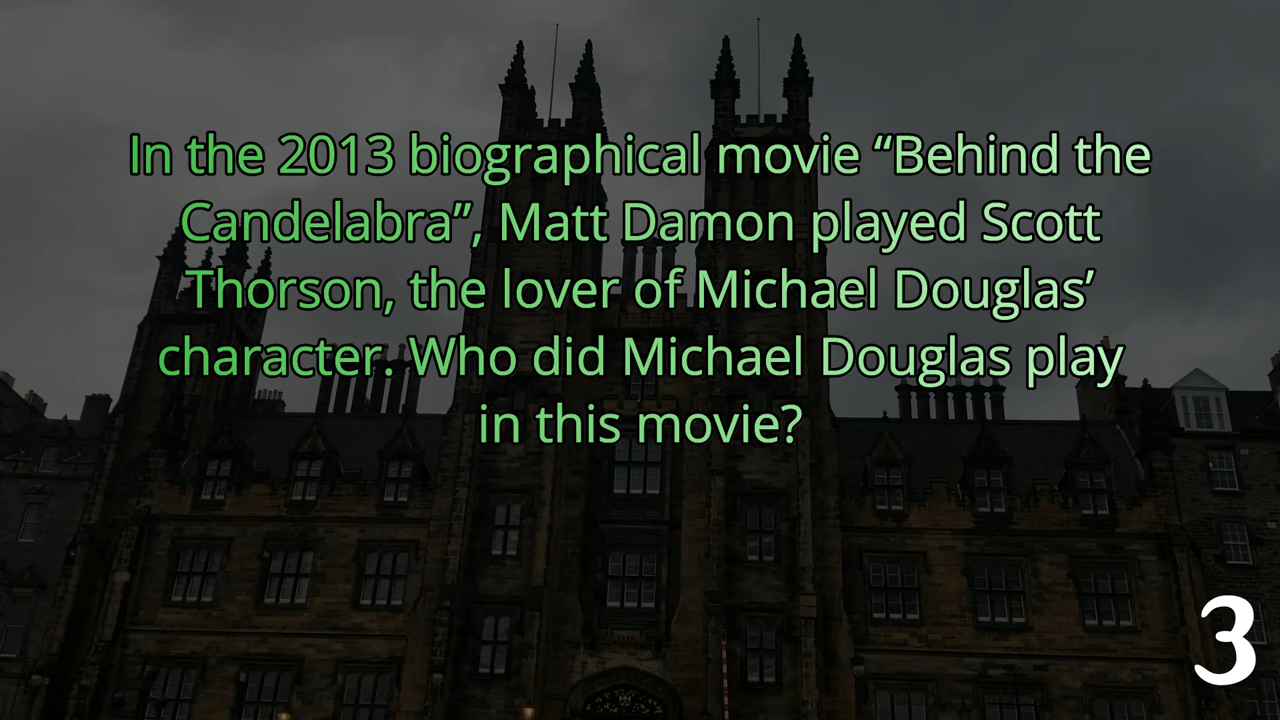 In the 2013 biographical movie “Behind the
Candelabra”, Matt Damon played Scott
Thorson, the lover of Michael Douglas’
character. Who did Michael Douglas play
in this movie?
3